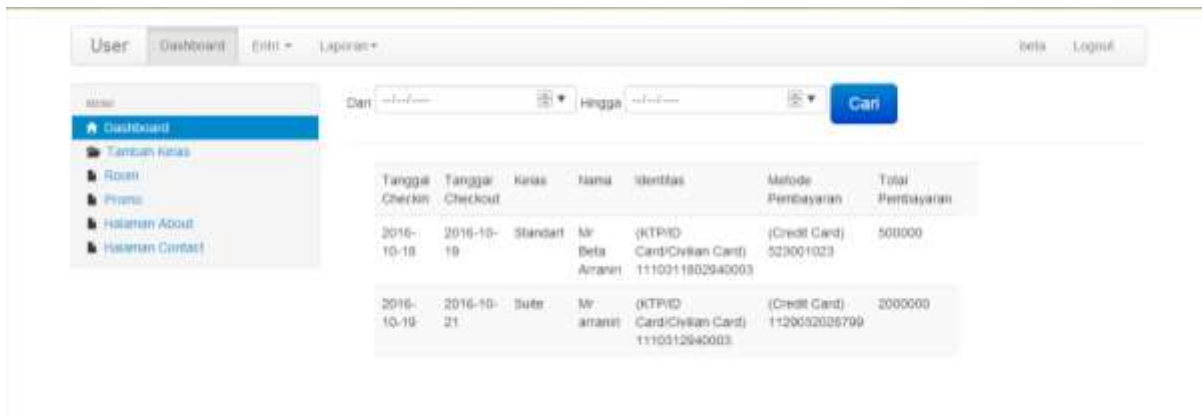 User Dashboard Entri Laporan beta Logout
MENU
Dashboard
Tambah Kelas
Room
Promo
Halaman About
Halaman Contact
Dari --/--/---- Hingga --/--/---- Cari
Tanggal Checkin Tanggal Checkout Kelas Nama Identitas Metode Pembayaran Total Pembayaran
2016-10-18 2016-10-19 Standart Mr Beta Arraniri (KTP/ID Card/Civilian Card) 1110311802940003 (Credit Card) 523001023 500000
2016-10-19 2016-10-21 Suite Mr arraniri (KTP/ID Card/Civilian Card) 1110312940003 (Credit Card) 2000000